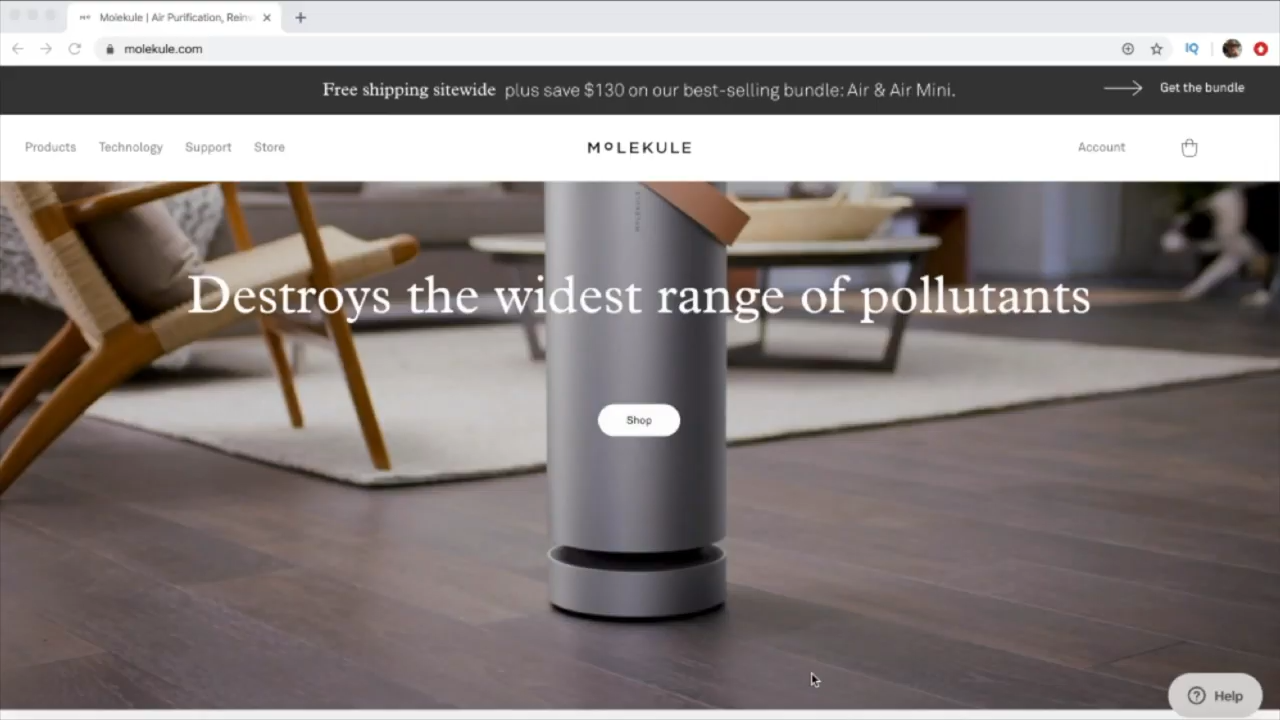 Molekule | Air Purification, Reinv
molekule.com
IQ
Free shipping sitewide plus save $130 on our best-selling bundle: Air & Air Mini.
Get the bundle
Products
Technology
Support
Store
MOLEKULE
Account
MOLEKULE
Destroys the widest range of pollutants
Shop
Help